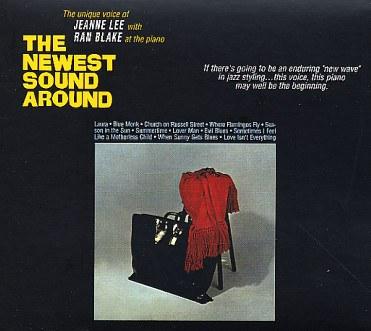 The unique voice of
JEANNE LEE with
RAN BLAKE at the piano
THE
NEWEST
SOUND
AROUND
If there's going to be an enduring "new wave"
in jazz styling...this voice, this piano
may well be the beginning.
Laura • Blue Monk • Church on Russell Street • Where Flamingos Fly • Sea-
son in the Sun • Summertime • Lover Man • Evil Blues • Sometimes I Feel
Like a Motherless Child • When Sunny Gets Blue • Love Isn't Everything